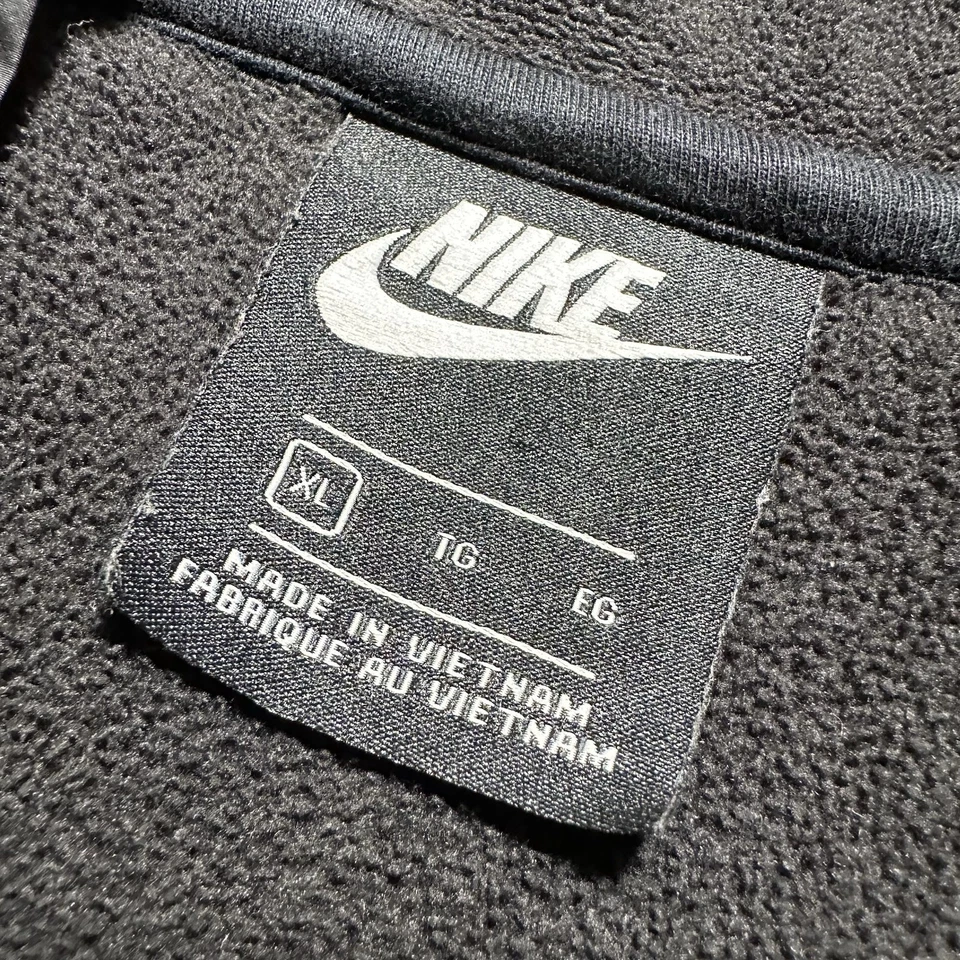 NIKE
XL TG EG
MADE IN VIETNAM
FABRIQUE AU VIETNAM